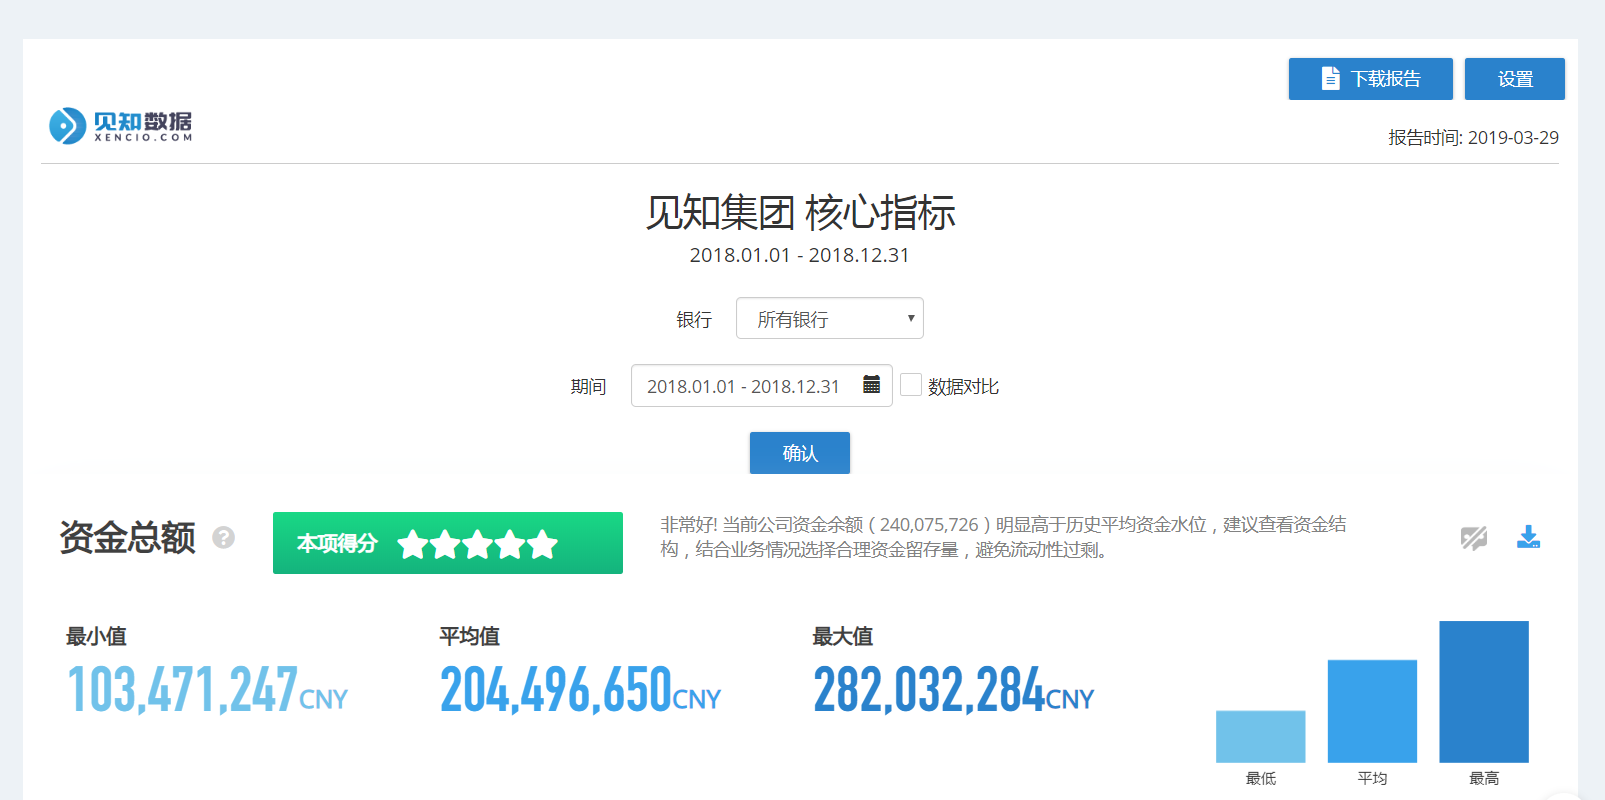 下载报告
设置
见知数据
XENCIO.COM
报告时间: 2019-03-29
见知集团 核心指标
2018.01.01 - 2018.12.31
银行
所有银行
期间
2018.01.01 - 2018.12.31
数据对比
确认
资金总额
?
本项得分
非常好! 当前公司资金余额（240,075,726）明显高于历史平均资金水位，建议查看资金结
构，结合业务情况选择合理资金留存量，避免流动性过剩。
最小值
103,471,247CNY
平均值
204,496,650CNY
最大值
282,032,284CNY
最低
平均
最高